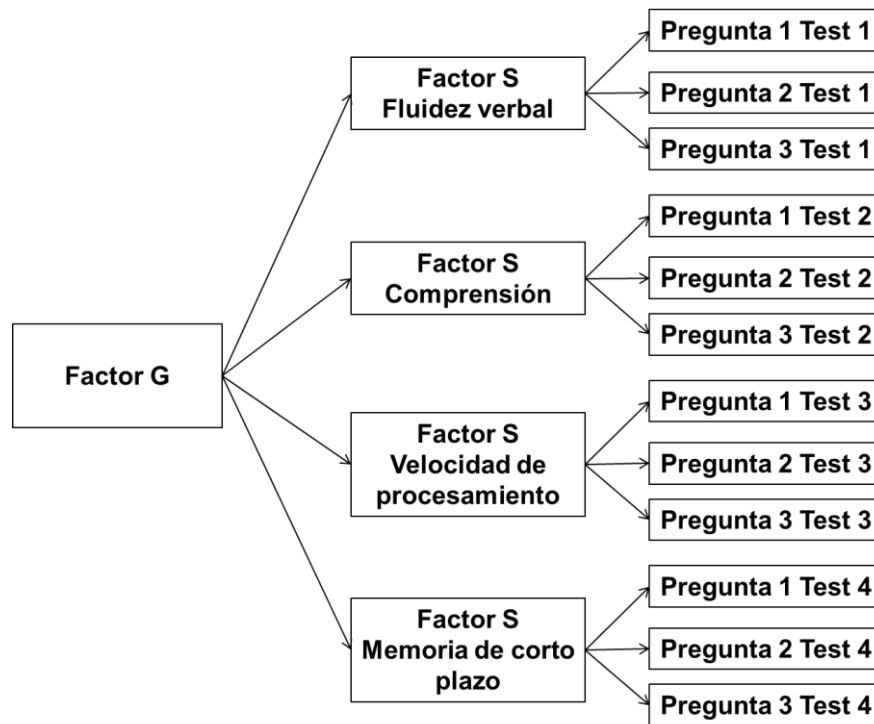 Factor G
Factor S
Fluidez verbal
Pregunta 1 Test 1
Pregunta 2 Test 1
Pregunta 3 Test 1
Factor S
Comprensión
Pregunta 1 Test 2
Pregunta 2 Test 2
Pregunta 3 Test 2
Factor S
Velocidad de
procesamiento
Pregunta 1 Test 3
Pregunta 2 Test 3
Pregunta 3 Test 3
Factor S
Memoria de corto
plazo
Pregunta 1 Test 4
Pregunta 2 Test 4
Pregunta 3 Test 4